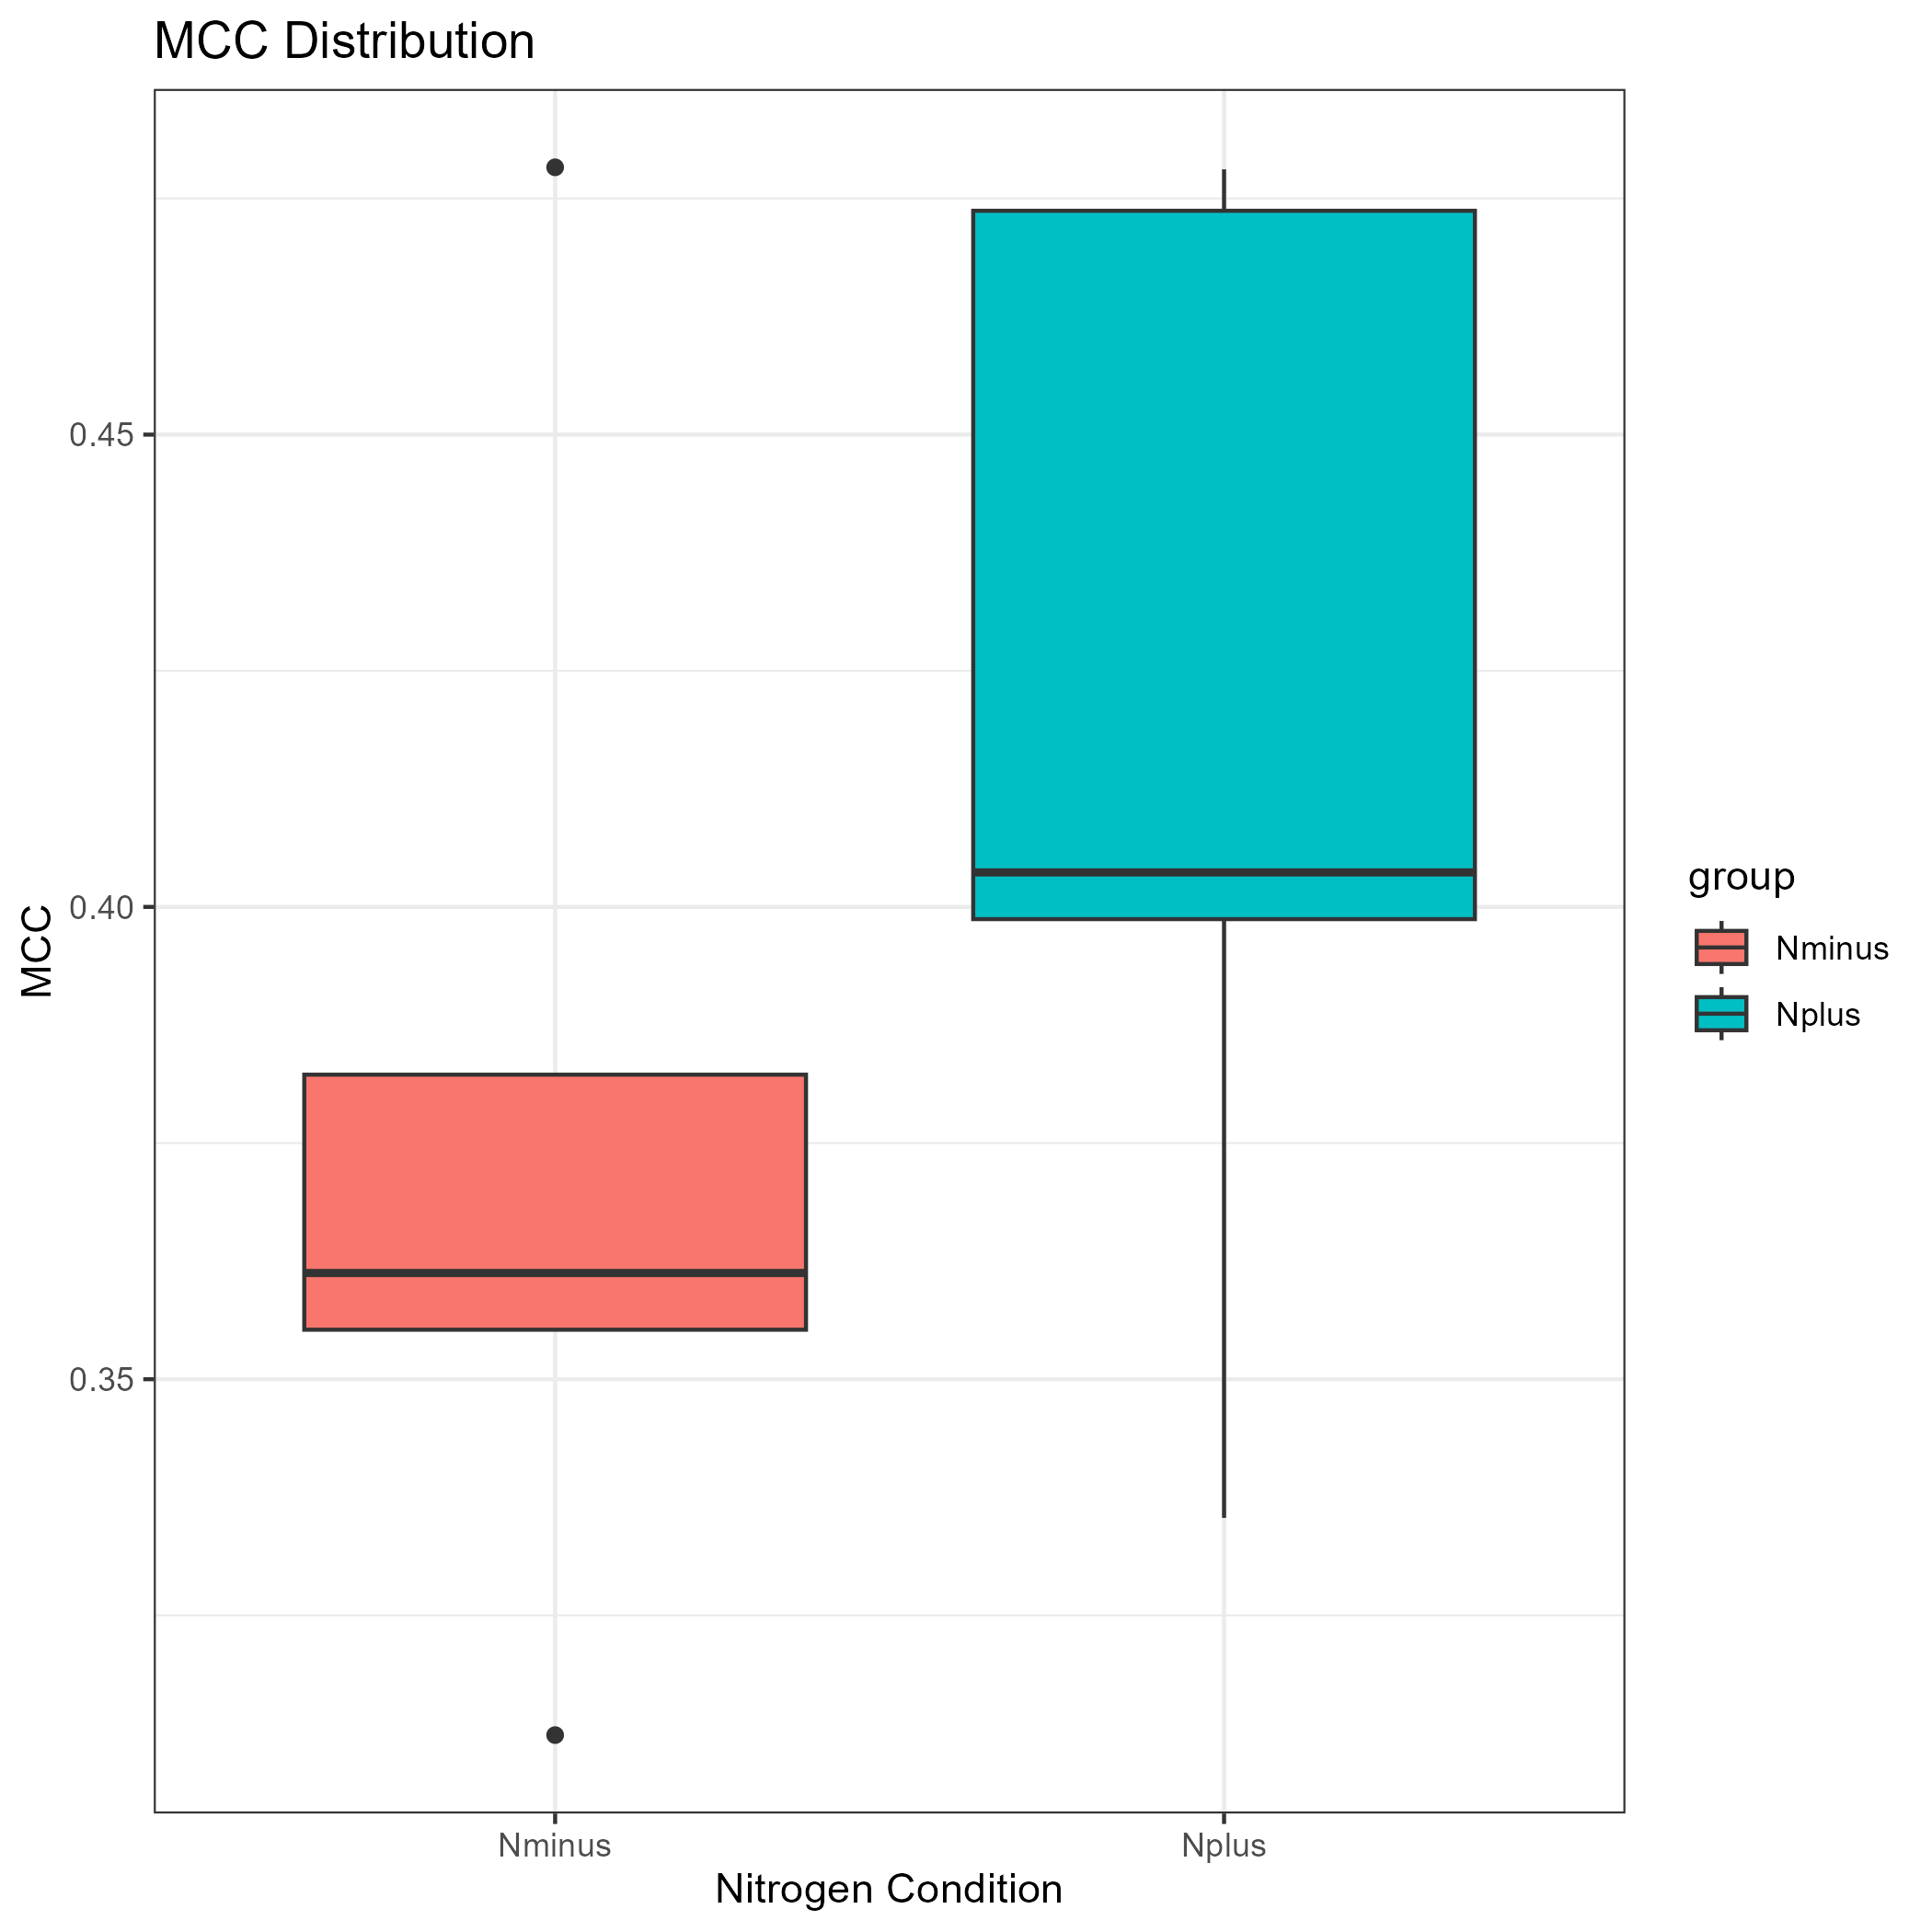 MCC Distribution
MCC
0.45
0.40
0.35
Nminus
Nplus
Nitrogen Condition
group
Nminus
Nplus